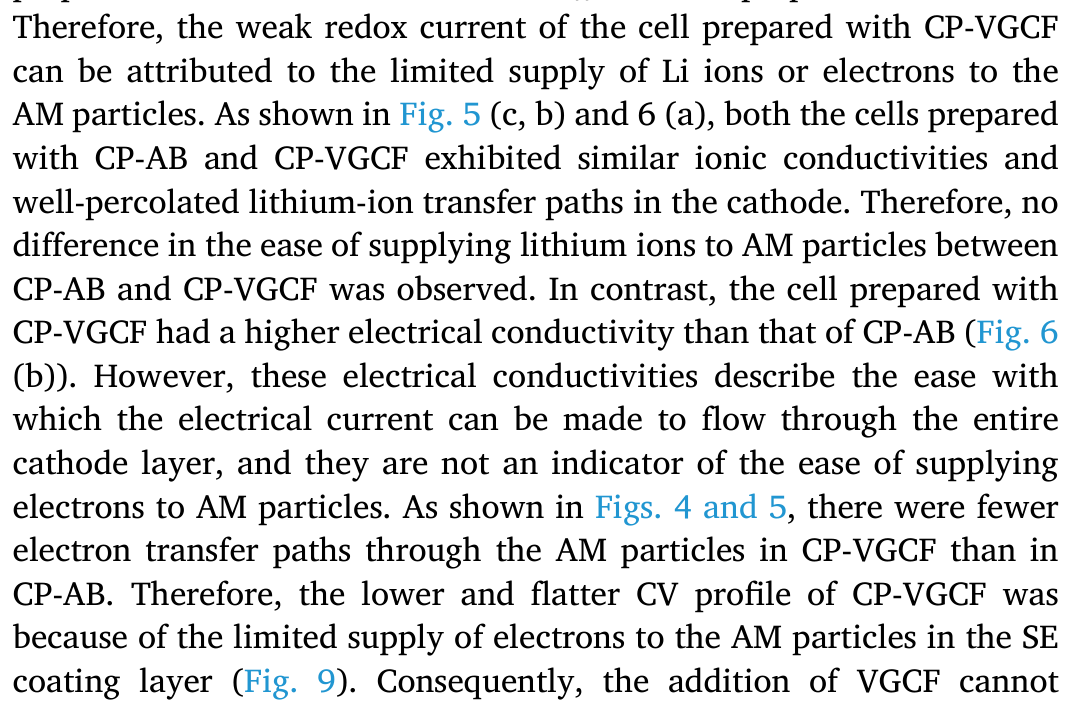 Therefore, the weak redox current of the cell prepared with CP-VGCF
can be attributed to the limited supply of Li ions or electrons to the
AM particles. As shown in Fig. 5 (c, b) and 6 (a), both the cells prepared
with CP-AB and CP-VGCF exhibited similar ionic conductivities and
well-percolated lithium-ion transfer paths in the cathode. Therefore, no
difference in the ease of supplying lithium ions to AM particles between
CP-AB and CP-VGCF was observed. In contrast, the cell prepared with
CP-VGCF had a higher electrical conductivity than that of CP-AB (Fig. 6
(b)). However, these electrical conductivities describe the ease with
which the electrical current can be made to flow through the entire
cathode layer, and they are not an indicator of the ease of supplying
electrons to AM particles. As shown in Figs. 4 and 5, there were fewer
electron transfer paths through the AM particles in CP-VGCF than in
CP-AB. Therefore, the lower and flatter CV profile of CP-VGCF was
because of the limited supply of electrons to the AM particles in the SE
coating layer (Fig. 9). Consequently, the addition of VGCF cannot